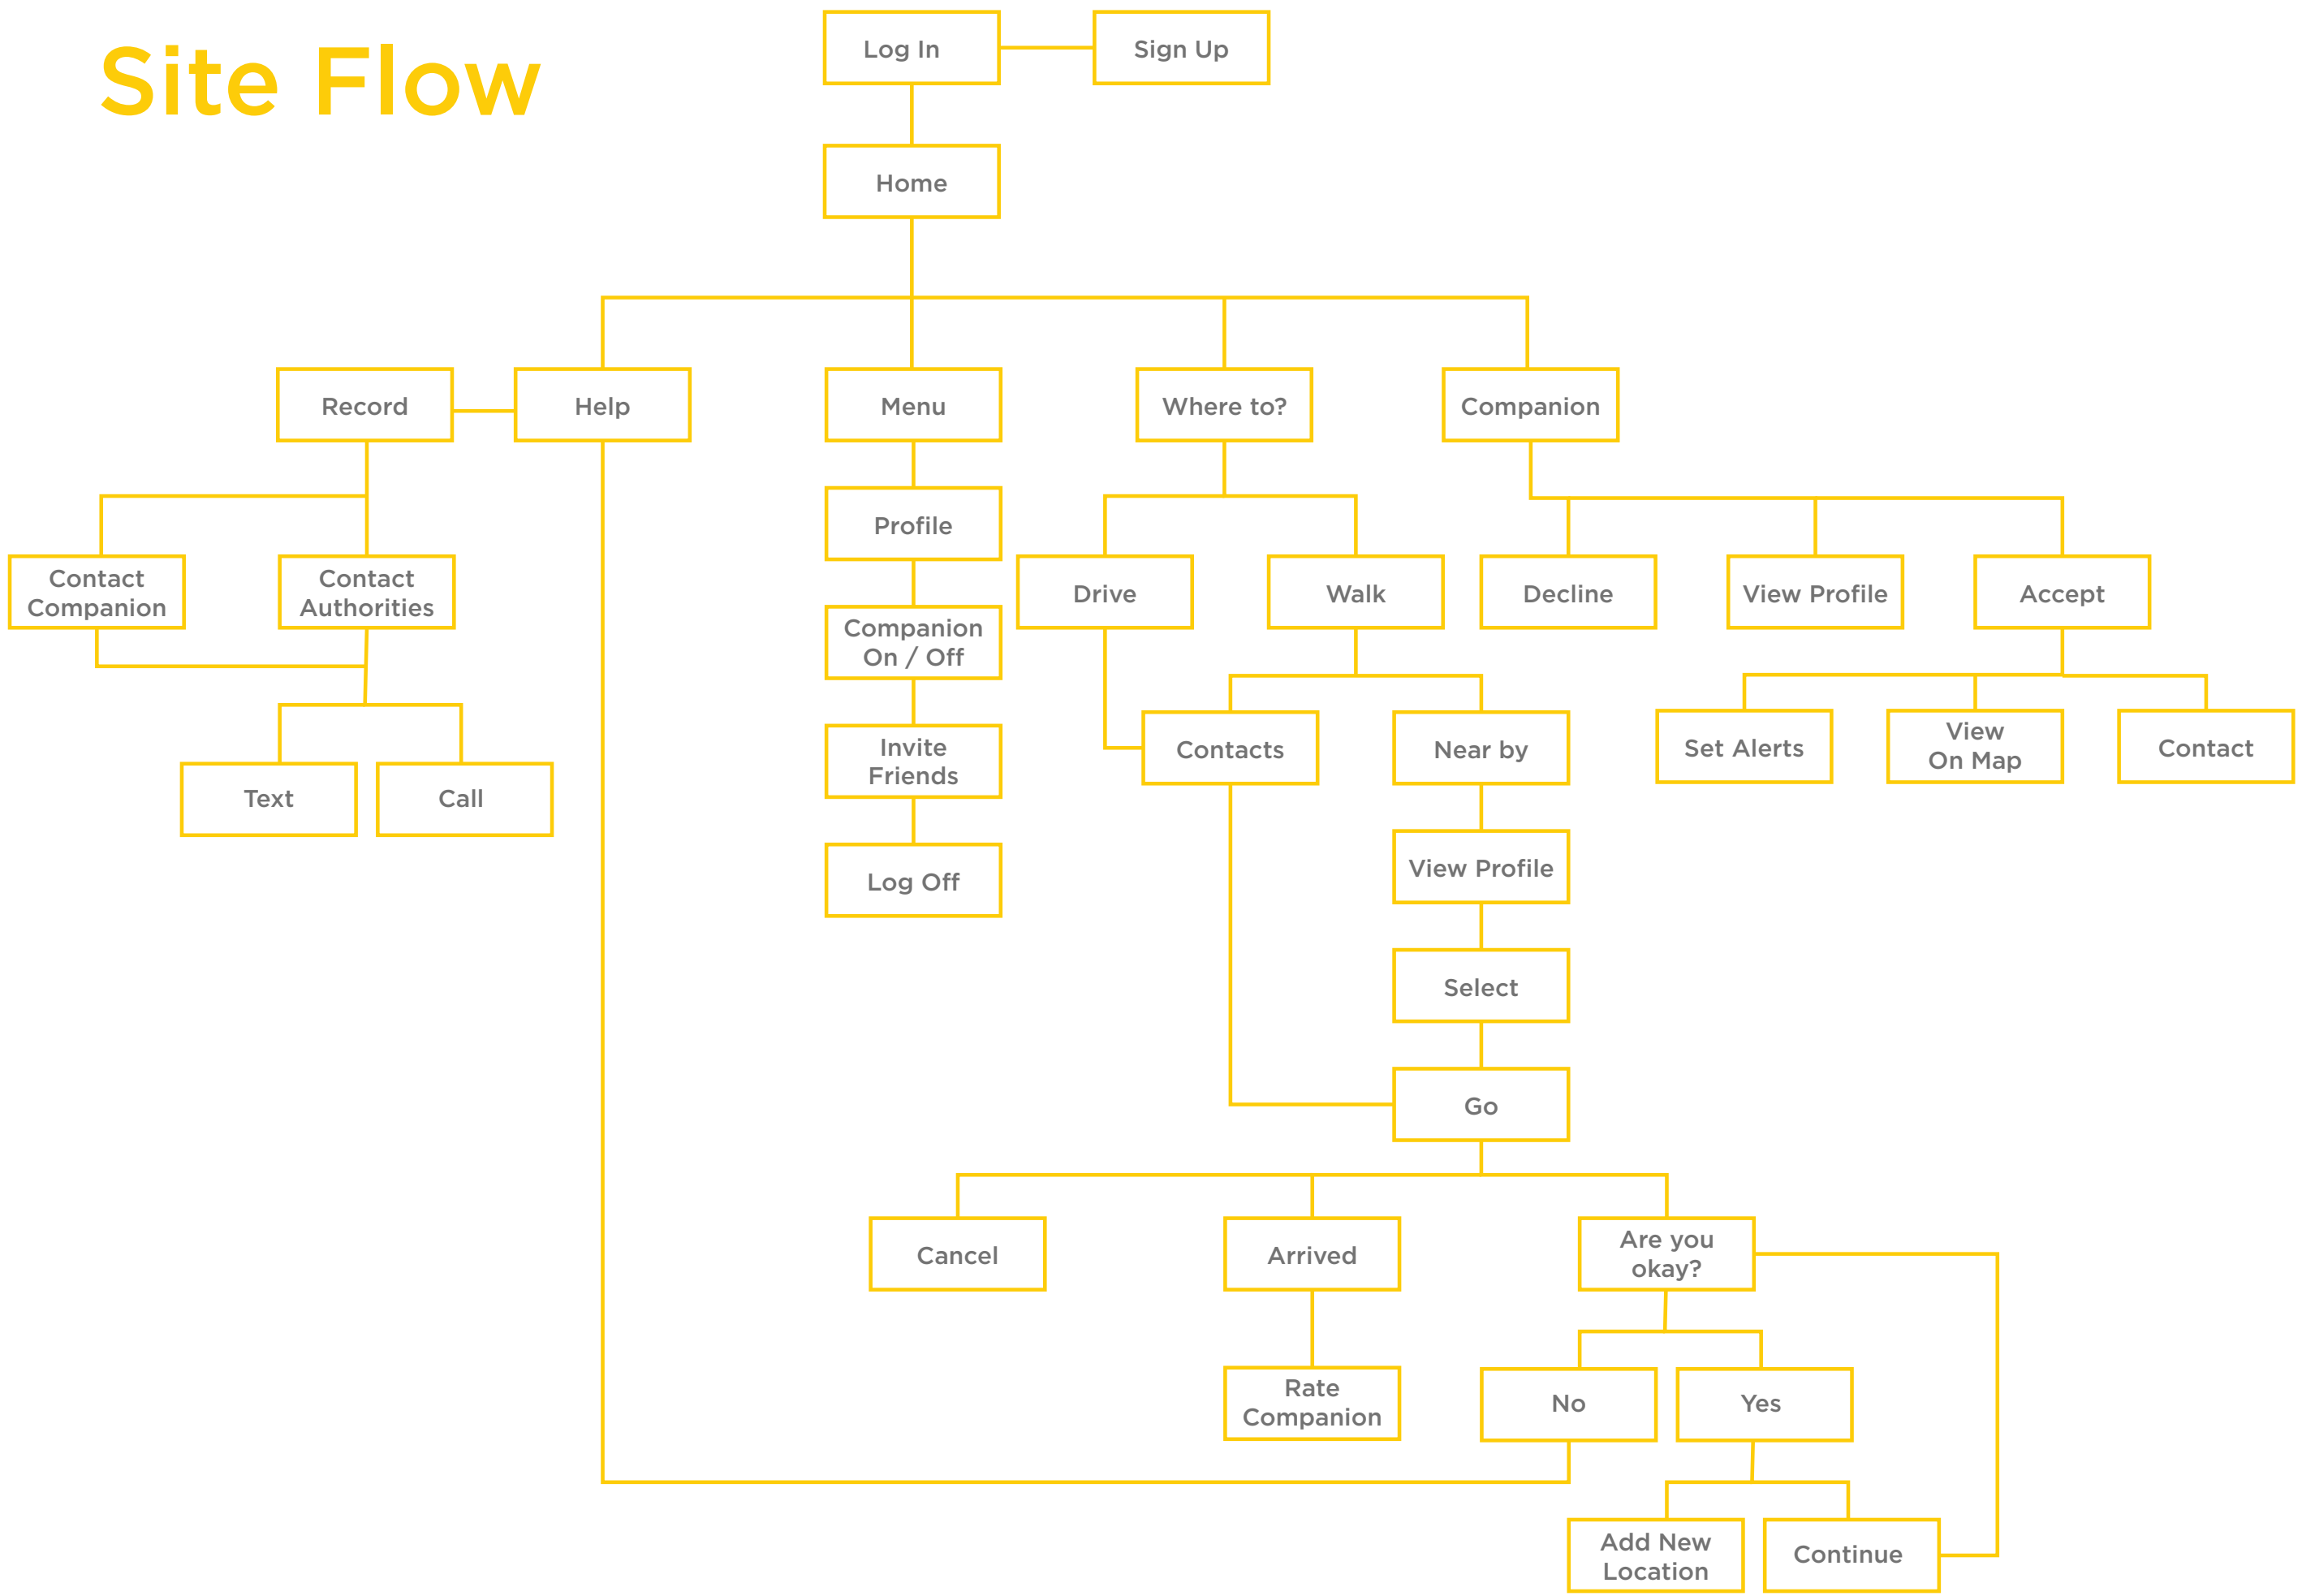 Site Flow
Log In
Sign Up
Home
Record
Help
Menu
Where to?
Companion
Profile
Contact
Companion
Contact
Authorities
Drive
Walk
Decline
View Profile
Accept
Companion
On / Off
Text
Call
Invite
Friends
Contacts
Near by
Set Alerts
View
On Map
Contact
Log Off
View Profile
Select
Go
Cancel
Arrived
Are you
okay?
Rate
Companion
No
Yes
Add New
Location
Continue